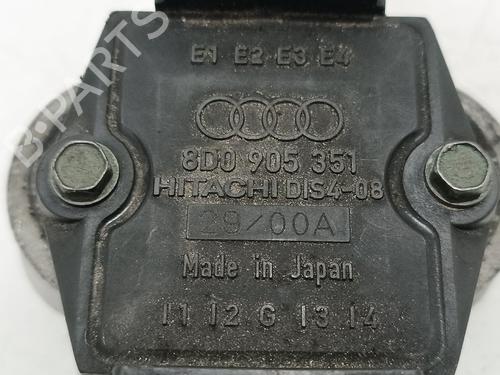 E1 E2 E3 E4
8D0 905 351
HITACHI DIS4-08
29/00A
Made in Japan
I1 I2 G I3 I4
B-PARTS